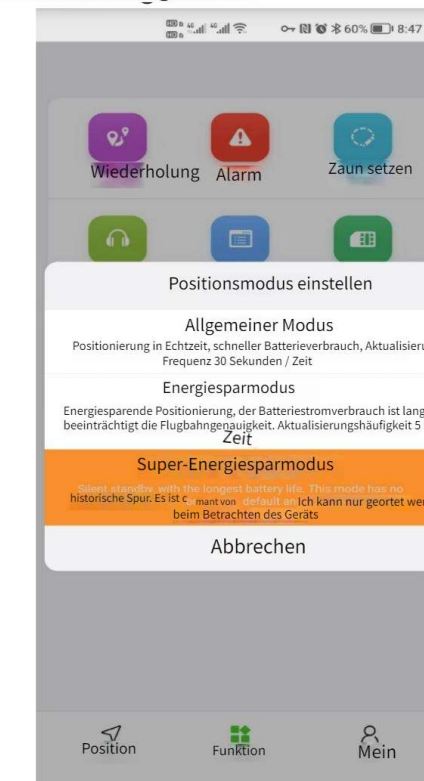 60% 8:47
Wiederholung Alarm Zaun setzen
Positionsmodus einstellen
Allgemeiner Modus
Positionierung in Echtzeit, schneller Batterieverbrauch, Aktualisieru
Frequenz 30 Sekunden / Zeit
Energiesparmodus
Energiesparende Positionierung, der Batteriestromverbrauch ist lang
beeinträchtigt die Flugbahngenauigkeit. Aktualisierungshäufigkeit 5
Zeit
Super-Energiesparmodus
Silent standby with the longest battery life. This mode has no
historische Spur. Es ist c mant von default an Ich kann nur geortet wer
beim Betrachten des Geräts
Abbrechen
Position Funktion Mein